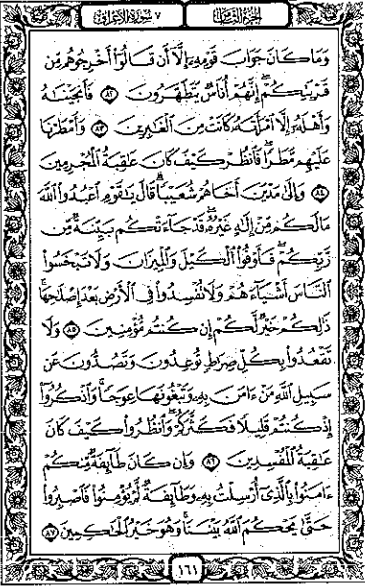 الجزء الثامن
٧ سورة الأعراف
وَمَا كَانَ جَوَابَ قَوْمِهِۦٓ إِلَّآ أَن قَالُوٓا۟ أَخْرِجُوهُم مِّن
قَرْيَتِكُمْ ۖ إِنَّهُمْ أُنَاسٌ يَتَطَهَّرُونَ ٨٢ فَأَنجَيْنَٰهُ
وَأَهْلَهُۥٓ إِلَّا ٱمْرَأَتَهُۥ كَانَتْ مِنَ ٱلْغَٰبِرِينَ ٨٣ وَأَمْطَرْنَا
عَلَيْهِم مَّطَرًا ۖ فَٱنظُرْ كَيْفَ كَانَ عَٰقِبَةُ ٱلْمُجْرِمِينَ
٨٤ وَإِلَىٰ مَدْيَنَ أَخَاهُمْ شُعَيْبًا ۗ قَالَ يَٰقَوْمِ ٱعْبُدُوا۟ ٱللَّهَ
مَا لَكُم مِّنْ إِلَٰهٍ غَيْرُهُۥ ۖ قَدْ جَآءَتْكُم بَيِّنَةٌ مِّن
رَّبِّكُمْ ۖ فَأَوْفُوا۟ ٱلْكَيْلَ وَٱلْمِيزَانَ وَلَا تَبْخَسُوا۟
ٱلنَّاسَ أَشْيَآءَهُمْ وَلَا تُفْسِدُوا۟ فِى ٱلْأَرْضِ بَعْدَ إِصْلَٰحِهَا ۚ
ذَٰلِكُمْ خَيْرٌ لَّكُمْ إِن كُنتُم مُّؤْمِنِينَ ٨٥ وَلَا
تَقْعُدُوا۟ بِكُلِّ صِرَٰطٍ تُوعِدُونَ وَتَصُدُّونَ عَن
سَبِيلِ ٱللَّهِ مَنْ ءَامَنَ بِهِۦ وَتَبْغُونَهَا عِوَجًا ۚ وَٱذْكُرُوٓا۟
إِذْ كُنتُمْ قَلِيلًا فَكَثَّرَكُمْ ۖ وَٱنظُرُوا۟ كَيْفَ كَانَ
عَٰقِبَةُ ٱلْمُفْسِدِينَ ٨٦ وَإِن كَانَ طَآئِفَةٌ مِّنكُمْ
ءَامَنُوا۟ بِٱلَّذِىٓ أُرْسِلْتُ بِهِۦ وَطَآئِفَةٌ لَّمْ يُؤْمِنُوا۟ فَٱصْبِرُوا۟
حَتَّىٰ يَحْكُمَ ٱللَّهُ بَيْنَنَا ۚ وَهُوَ خَيْرُ ٱلْحَٰكِمِينَ ٨٧
١٦١